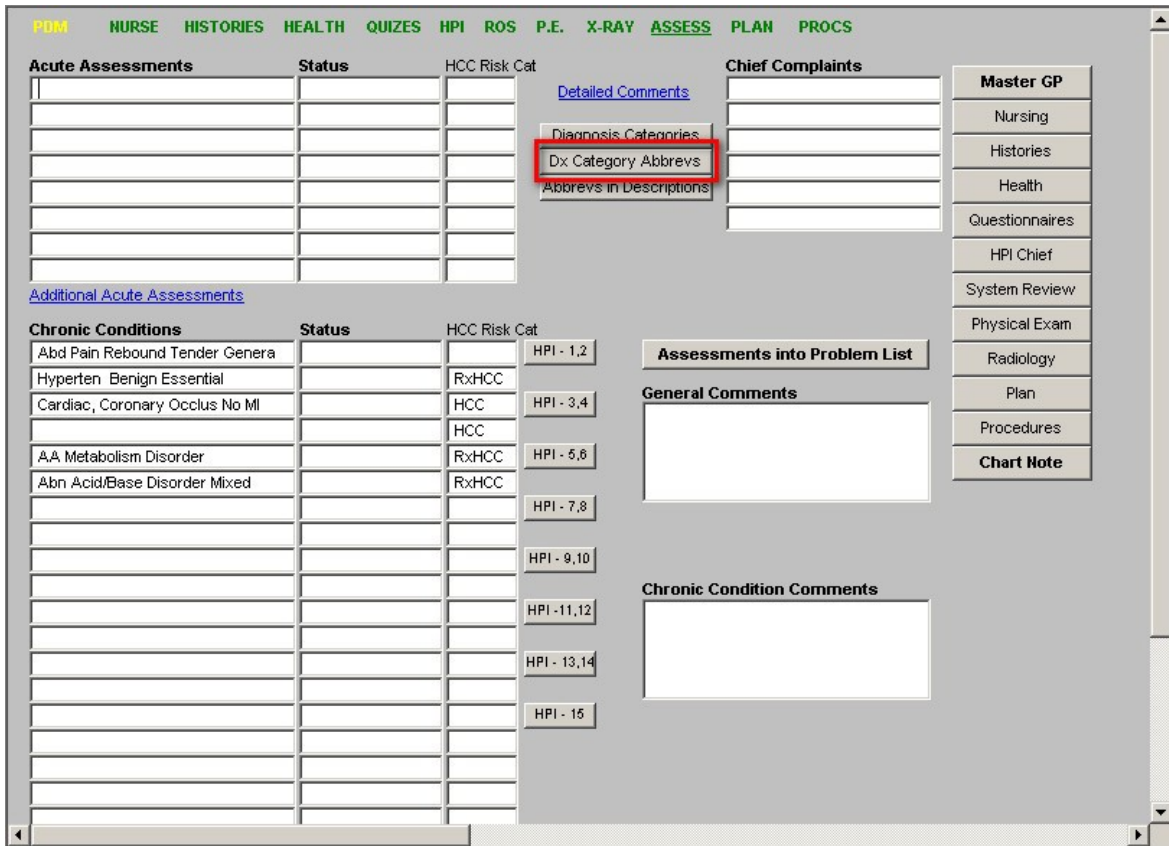 PDM NURSE HISTORIES HEALTH QUIZES HPI ROS P.E. X-RAY ASSESS PLAN PROCS
Acute Assessments Status HCC Risk Cat
Detailed Comments
Diagnosis Categories
Dx Category Abbrevs
Abbrevs in Descriptions
Chief Complaints
Master GP
Nursing
Histories
Health
Questionnaires
HPI Chief
System Review
Physical Exam
Radiology
Plan
Procedures
Chart Note
Additional Acute Assessments
Chronic Conditions Status HCC Risk Cat
Abd Pain Rebound Tender Genera
Hyperten Benign Essential RxHCC
Cardiac, Coronary Occlus No MI HCC
HCC
AA Metabolism Disorder RxHCC
Abn Acid/Base Disorder Mixed RxHCC
HPI - 1,2
HPI - 3,4
HPI - 5,6
HPI - 7,8
HPI - 9,10
HPI -11,12
HPI - 13,14
HPI - 15
Assessments into Problem List
General Comments
Chronic Condition Comments